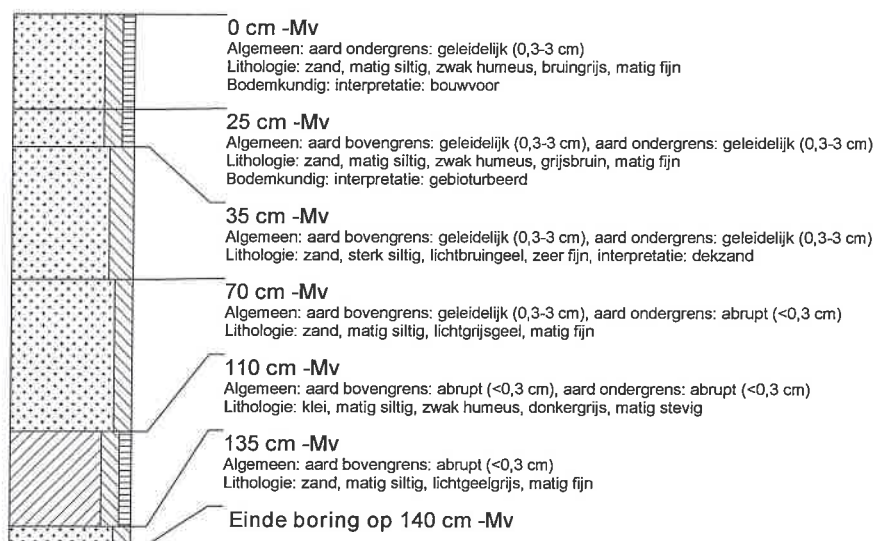 0 cm -Mv
Algemeen: aard ondergrens: geleidelijk (0,3-3 cm)
Lithologie: zand, matig siltig, zwak humeus, bruingrijs, matig fijn
Bodemkundig: interpretatie: bouwvoor
25 cm -Mv
Algemeen: aard bovengrens: geleidelijk (0,3-3 cm), aard ondergrens: geleidelijk (0,3-3 cm)
Lithologie: zand, matig siltig, zwak humeus, grijsbruin, matig fijn
Bodemkundig: interpretatie: gebioturbeerd
35 cm -Mv
Algemeen: aard bovengrens: geleidelijk (0,3-3 cm), aard ondergrens: geleidelijk (0,3-3 cm)
Lithologie: zand, sterk siltig, lichtbruingeel, zeer fijn, interpretatie: dekzand
70 cm -Mv
Algemeen: aard bovengrens: geleidelijk (0,3-3 cm), aard ondergrens: abrupt (<0,3 cm)
Lithologie: zand, matig siltig, lichtgrijsgeel, matig fijn
110 cm -Mv
Algemeen: aard bovengrens: abrupt (<0,3 cm), aard ondergrens: abrupt (<0,3 cm)
Lithologie: klei, matig siltig, zwak humeus, donkergrijs, matig stevig
135 cm -Mv
Algemeen: aard bovengrens: abrupt (<0,3 cm)
Lithologie: zand, matig siltig, lichtgeelgrijs, matig fijn
Einde boring op 140 cm -Mv